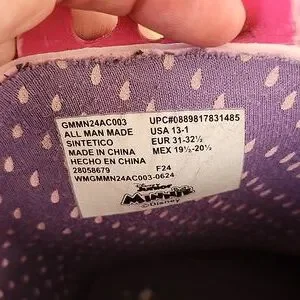 GMMN24AC003 UPC#0889817831485
ALL MAN MADE USA 13-1
SINTETICO EUR 31-32½
MADE IN CHINA MEX 19½-20½
HECHO EN CHINA
28058679 F24
WMGMMN24AC003-0624
Junior
MINNIE
©Disney